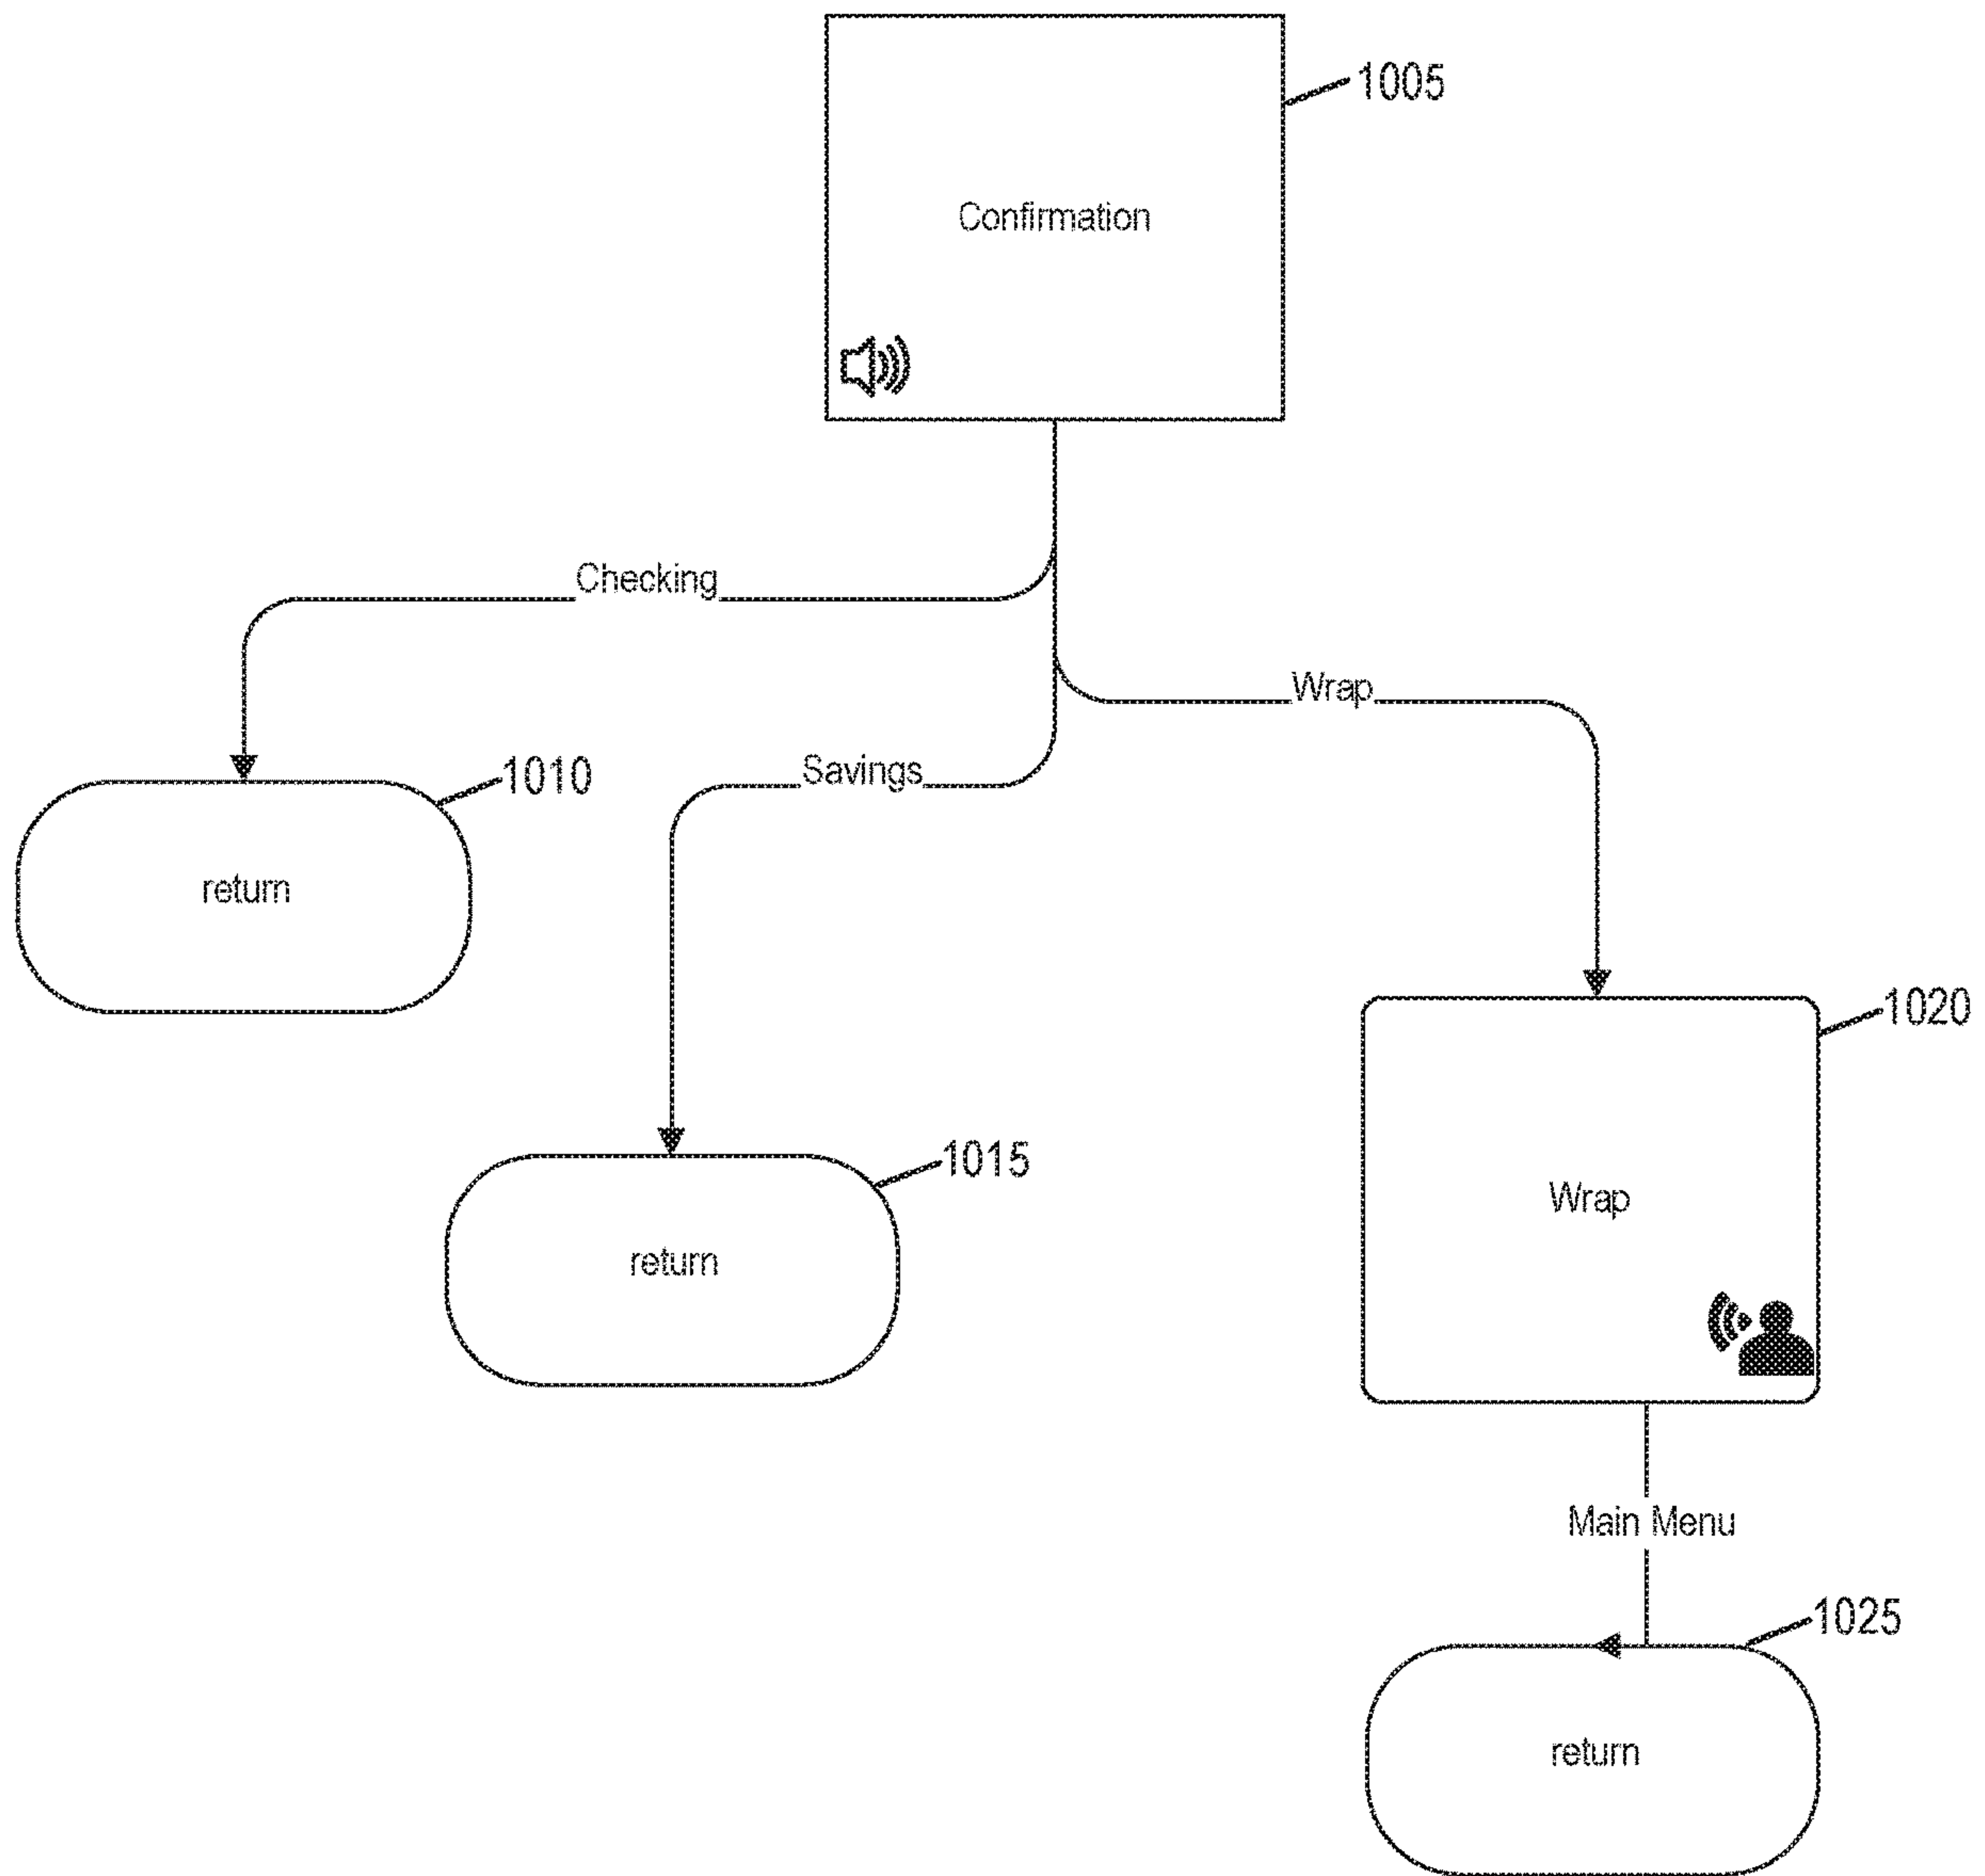 1005
Confirmation
Checking
Wrap
Savings
1010
return
1020
1015
Wrap
return
Main Menu
1025
return